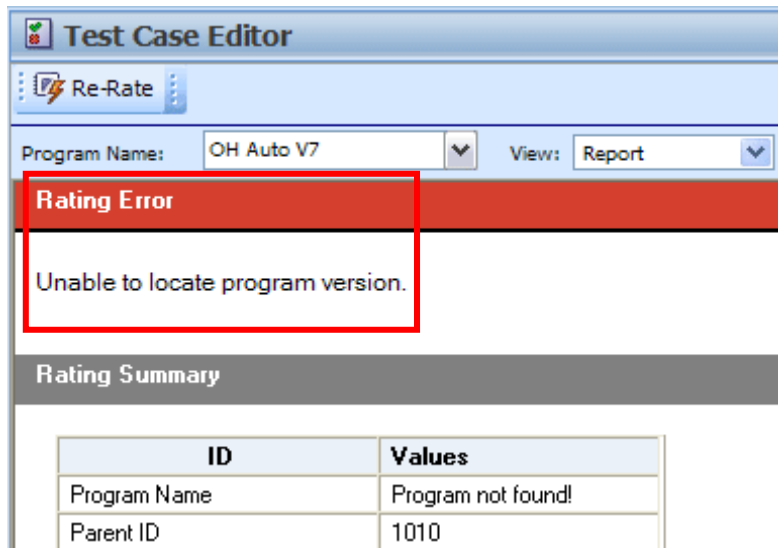 Test Case Editor
Re-Rate
Program Name: OH Auto V7 View: Report
Rating Error
Unable to locate program version.
Rating Summary
ID Values
Program Name Program not found!
Parent ID 1010